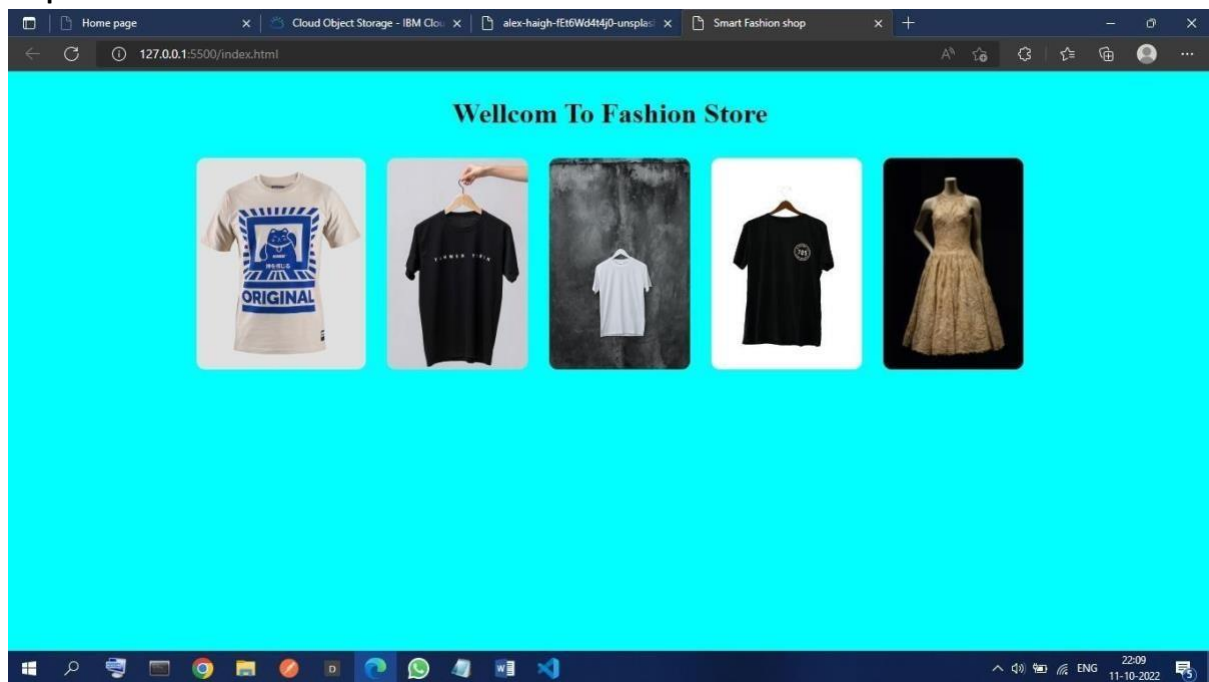 Home page
Cloud Object Storage - IBM Clou
alex-haigh-fEt6Wd4t4j0-unsplas
Smart Fashion shop
127.0.0.1:5500/index.html
Wellcom To Fashion Store
ORIGINAL
ENG
22:09
11-10-2022
5